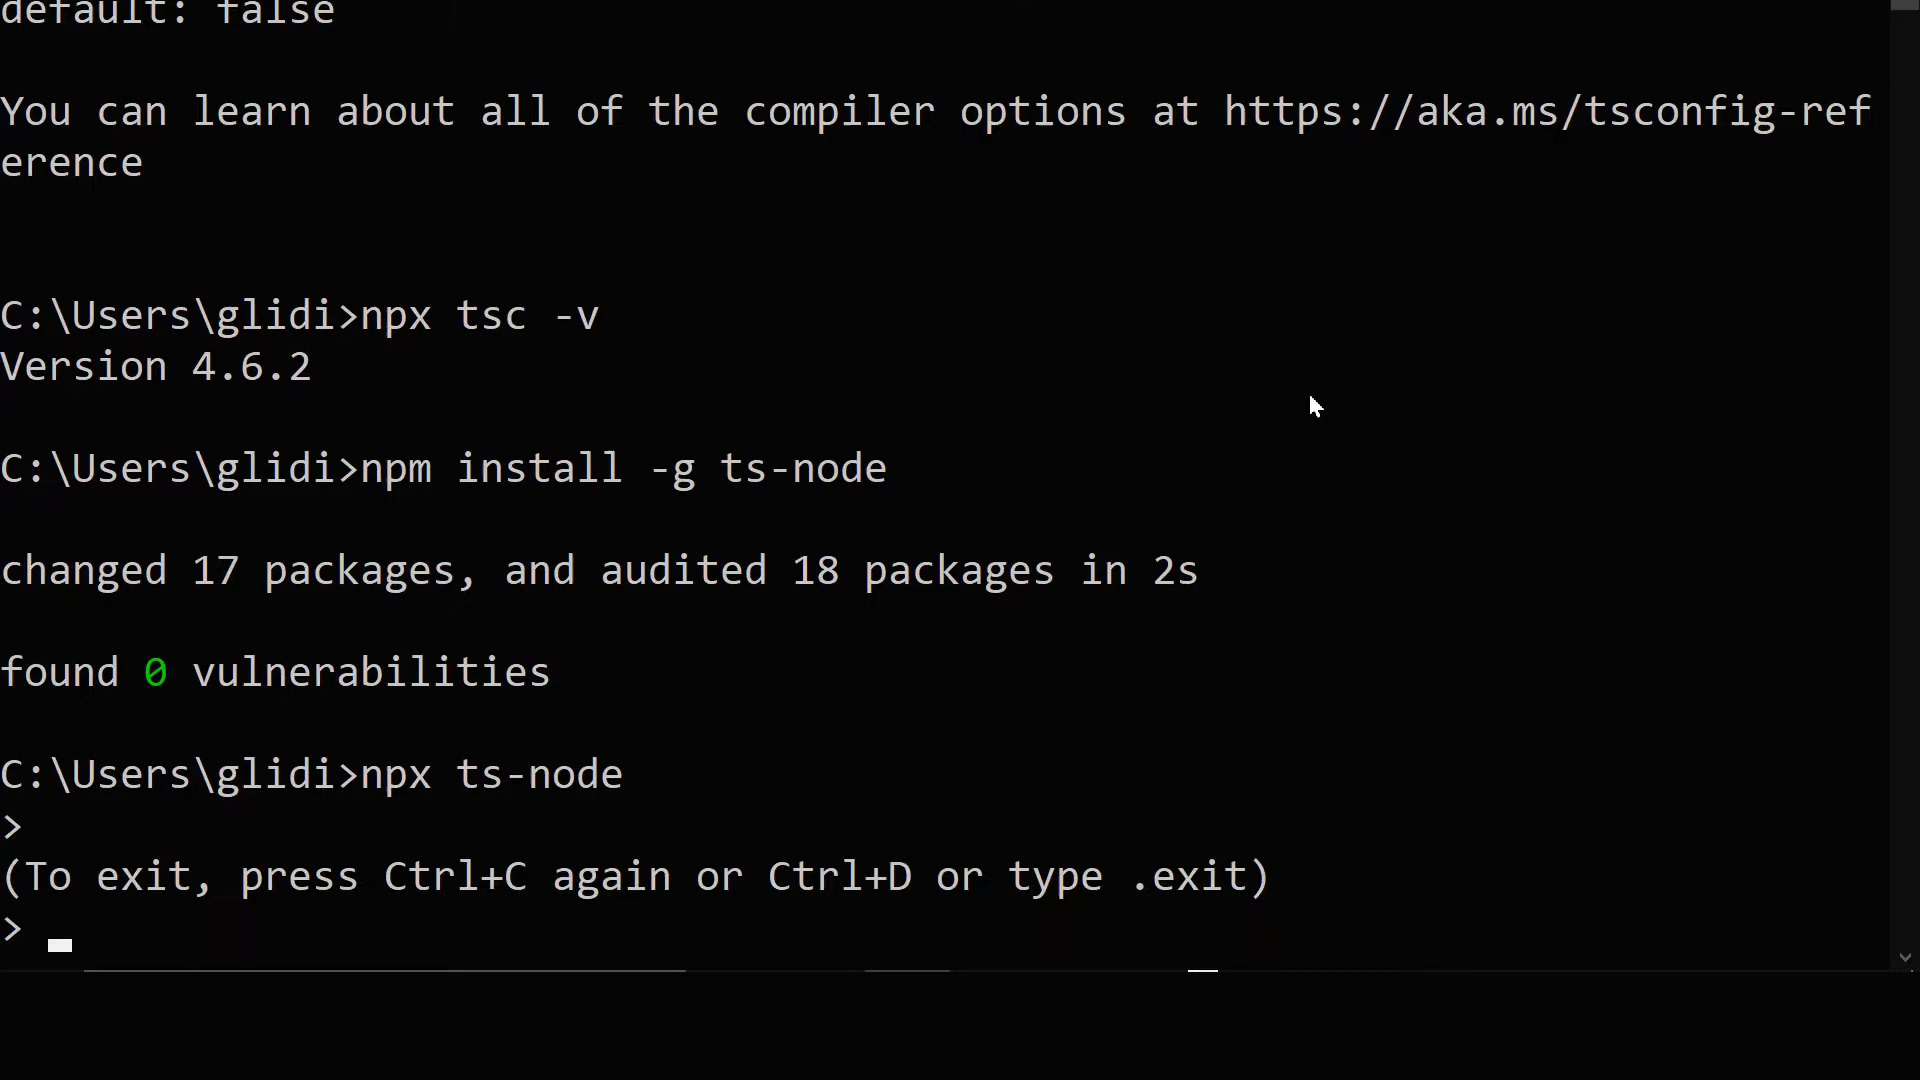 default: false
You can learn about all of the compiler options at https://aka.ms/tsconfig-ref
erence
C:\Users\glidi>npx tsc -v
Version 4.6.2
C:\Users\glidi>npm install -g ts-node
changed 17 packages, and audited 18 packages in 2s
found 0 vulnerabilities
C:\Users\glidi>npx ts-node
>
(To exit, press Ctrl+C again or Ctrl+D or type .exit)
>